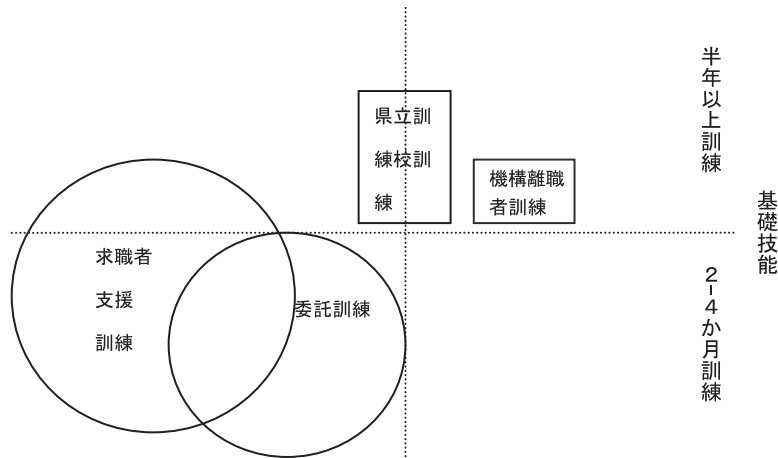 県立訓
練校訓
練
機構離職
者訓練
求職者
支援
訓練
委託訓練
半年以上訓練
基礎技能
2-4か月訓練